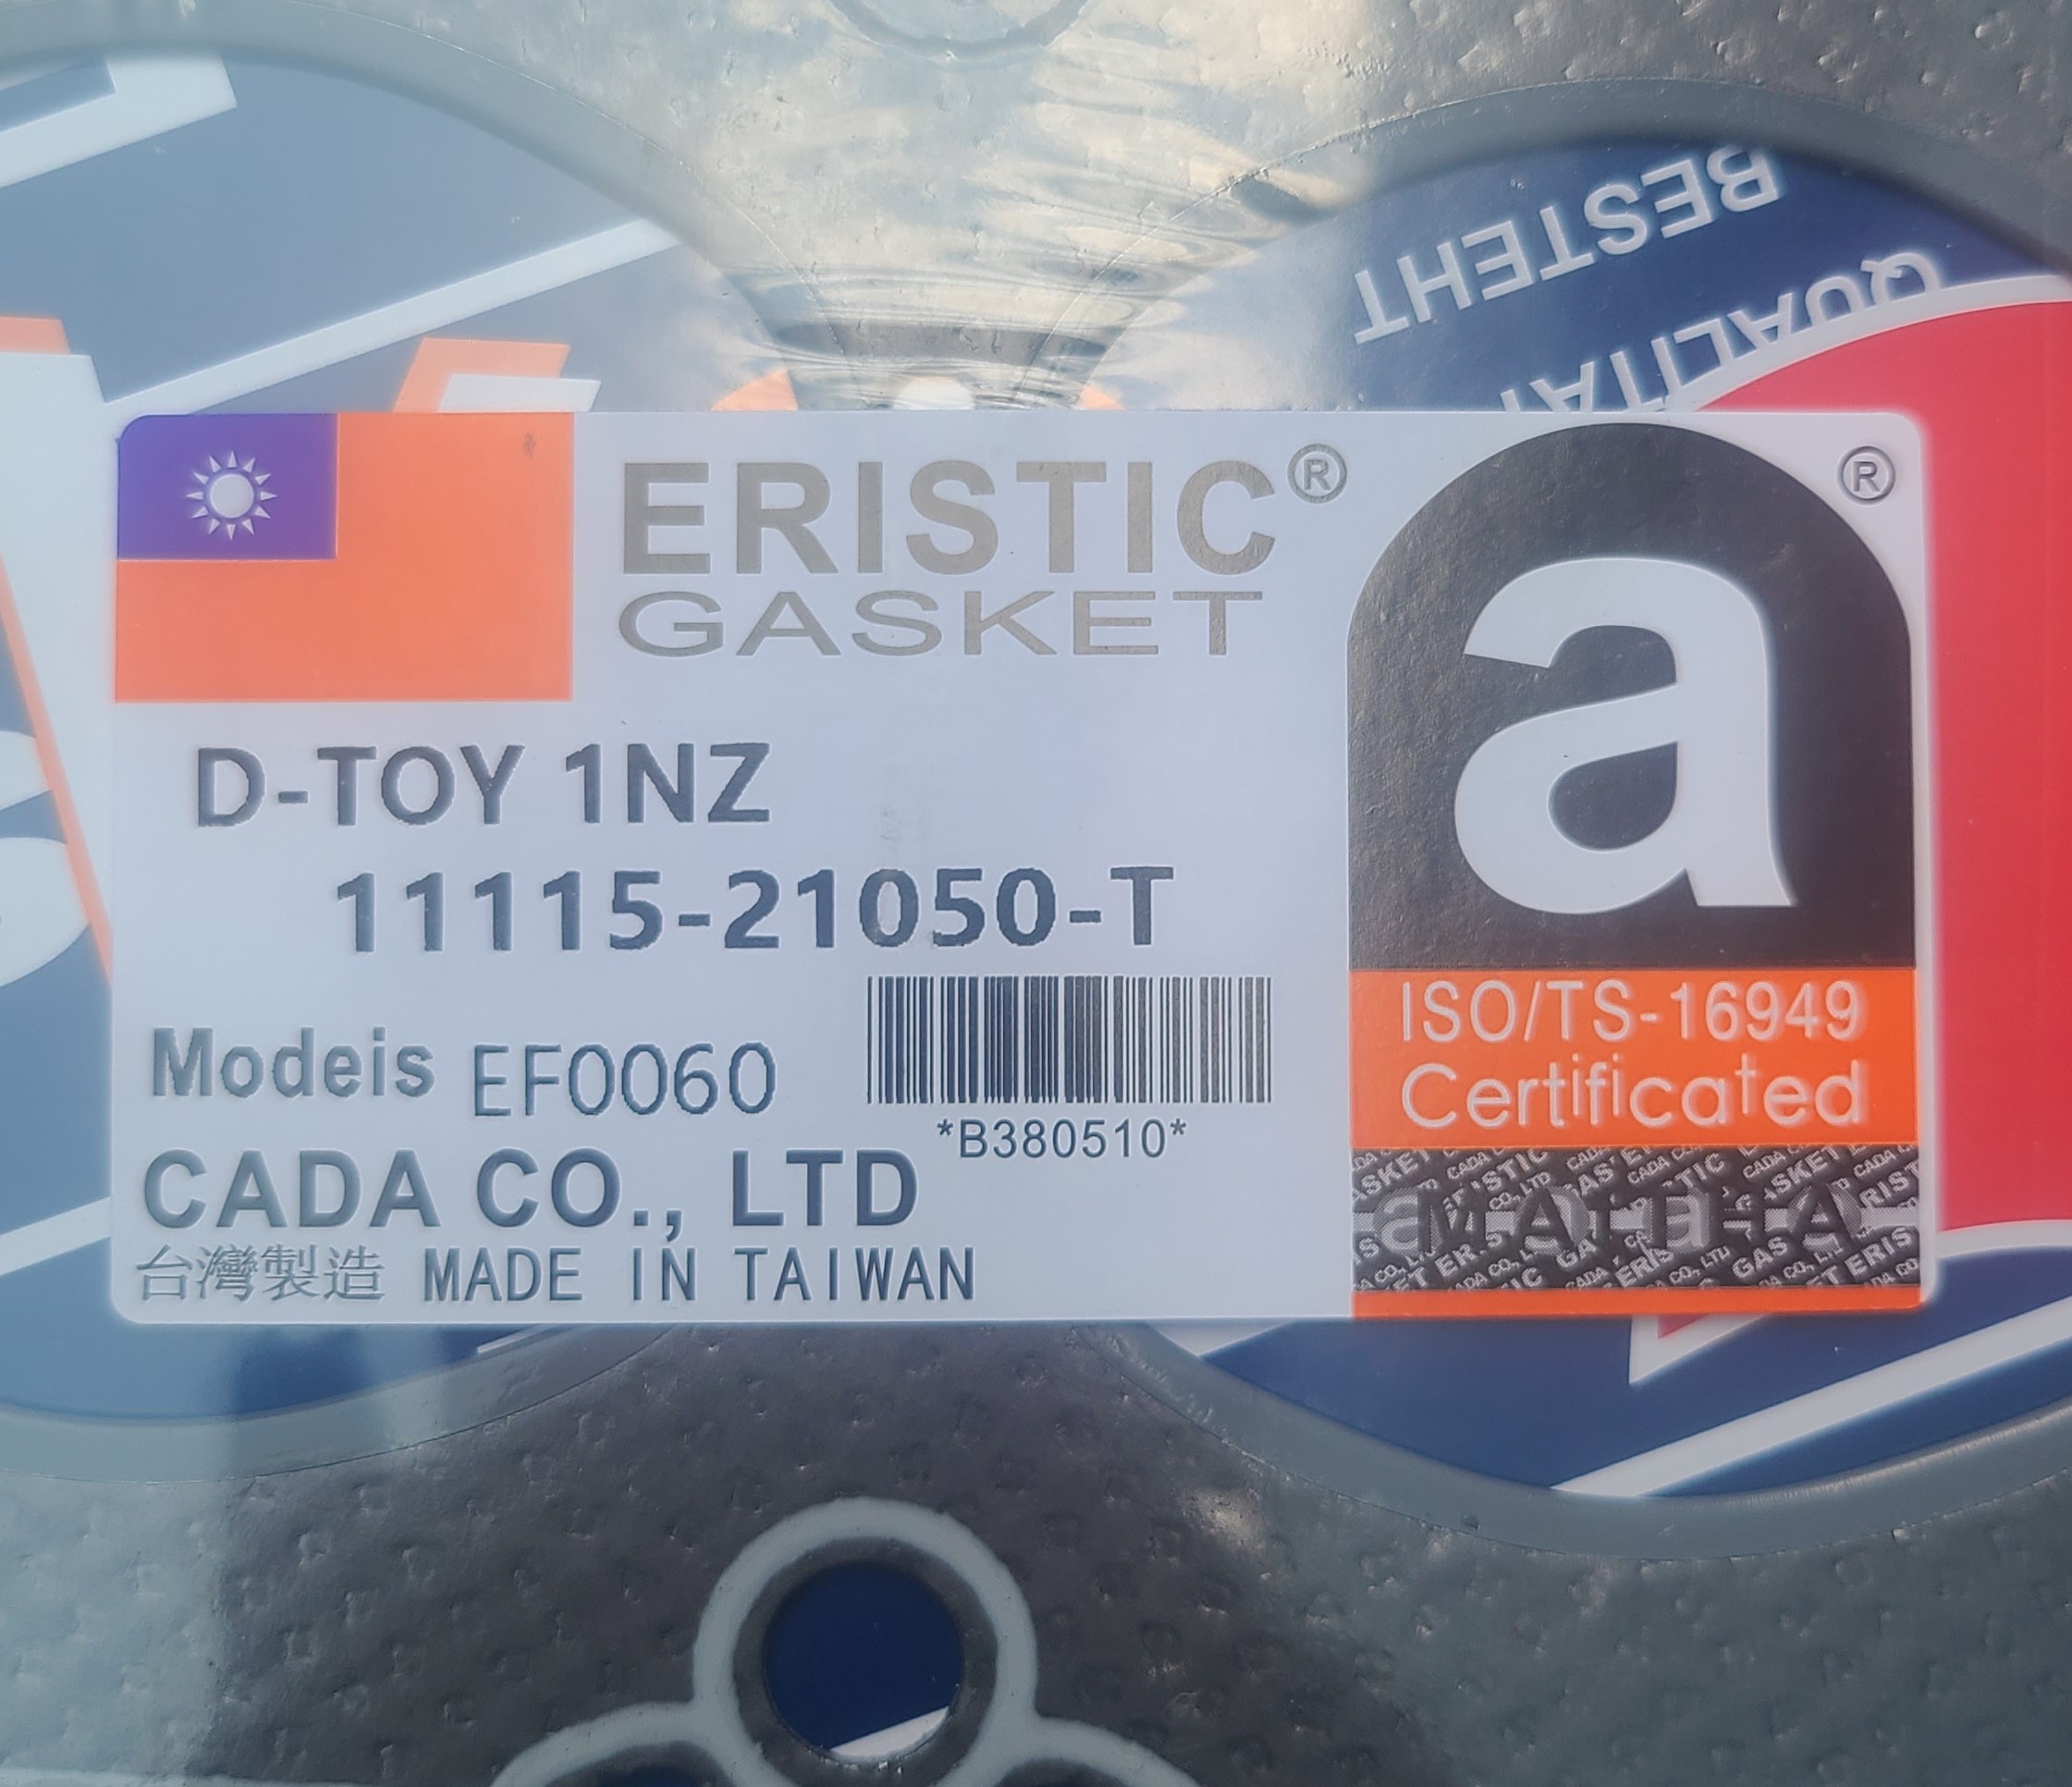 BESTEHT
QUALITÄT
ERISTIC®
GASKET
a®
D-TOY 1NZ
11115-21050-T
Modeis EF0060
*B380510*
CADA CO., LTD
台灣製造 MADE IN TAIWAN
ISO/TS-16949
Certificated